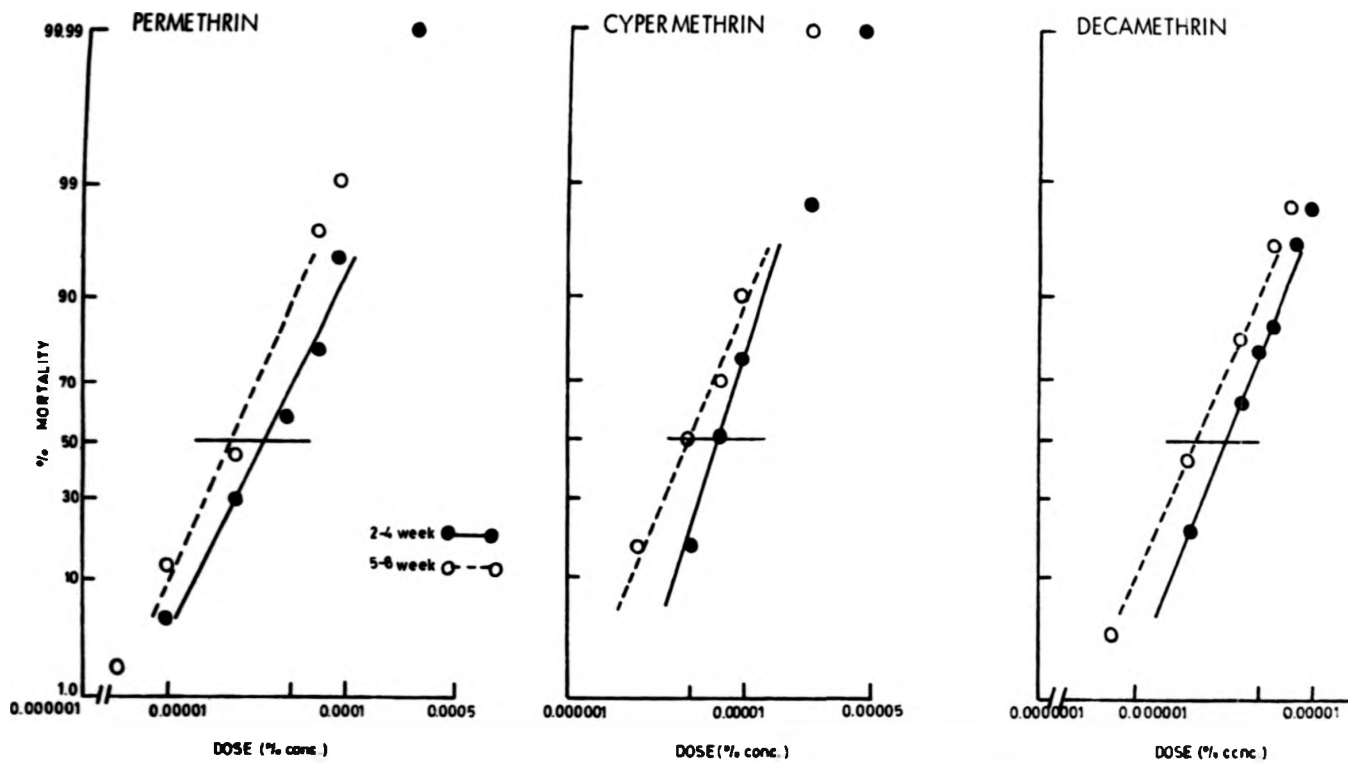 PERMETHRIN
CYPERMETHRIN
DECAMETHRIN
99.99
99
90
70
50
30
10
1.0
% MORTALITY
2-4 week
5-8 week
0.000001
0.00001
0.0001
0.0005
0.000001
0.00001
0.00005
0.0000001
0.000001
0.00001
DOSE (% conc.)
DOSE (% conc.)
DOSE (% ccnc.)